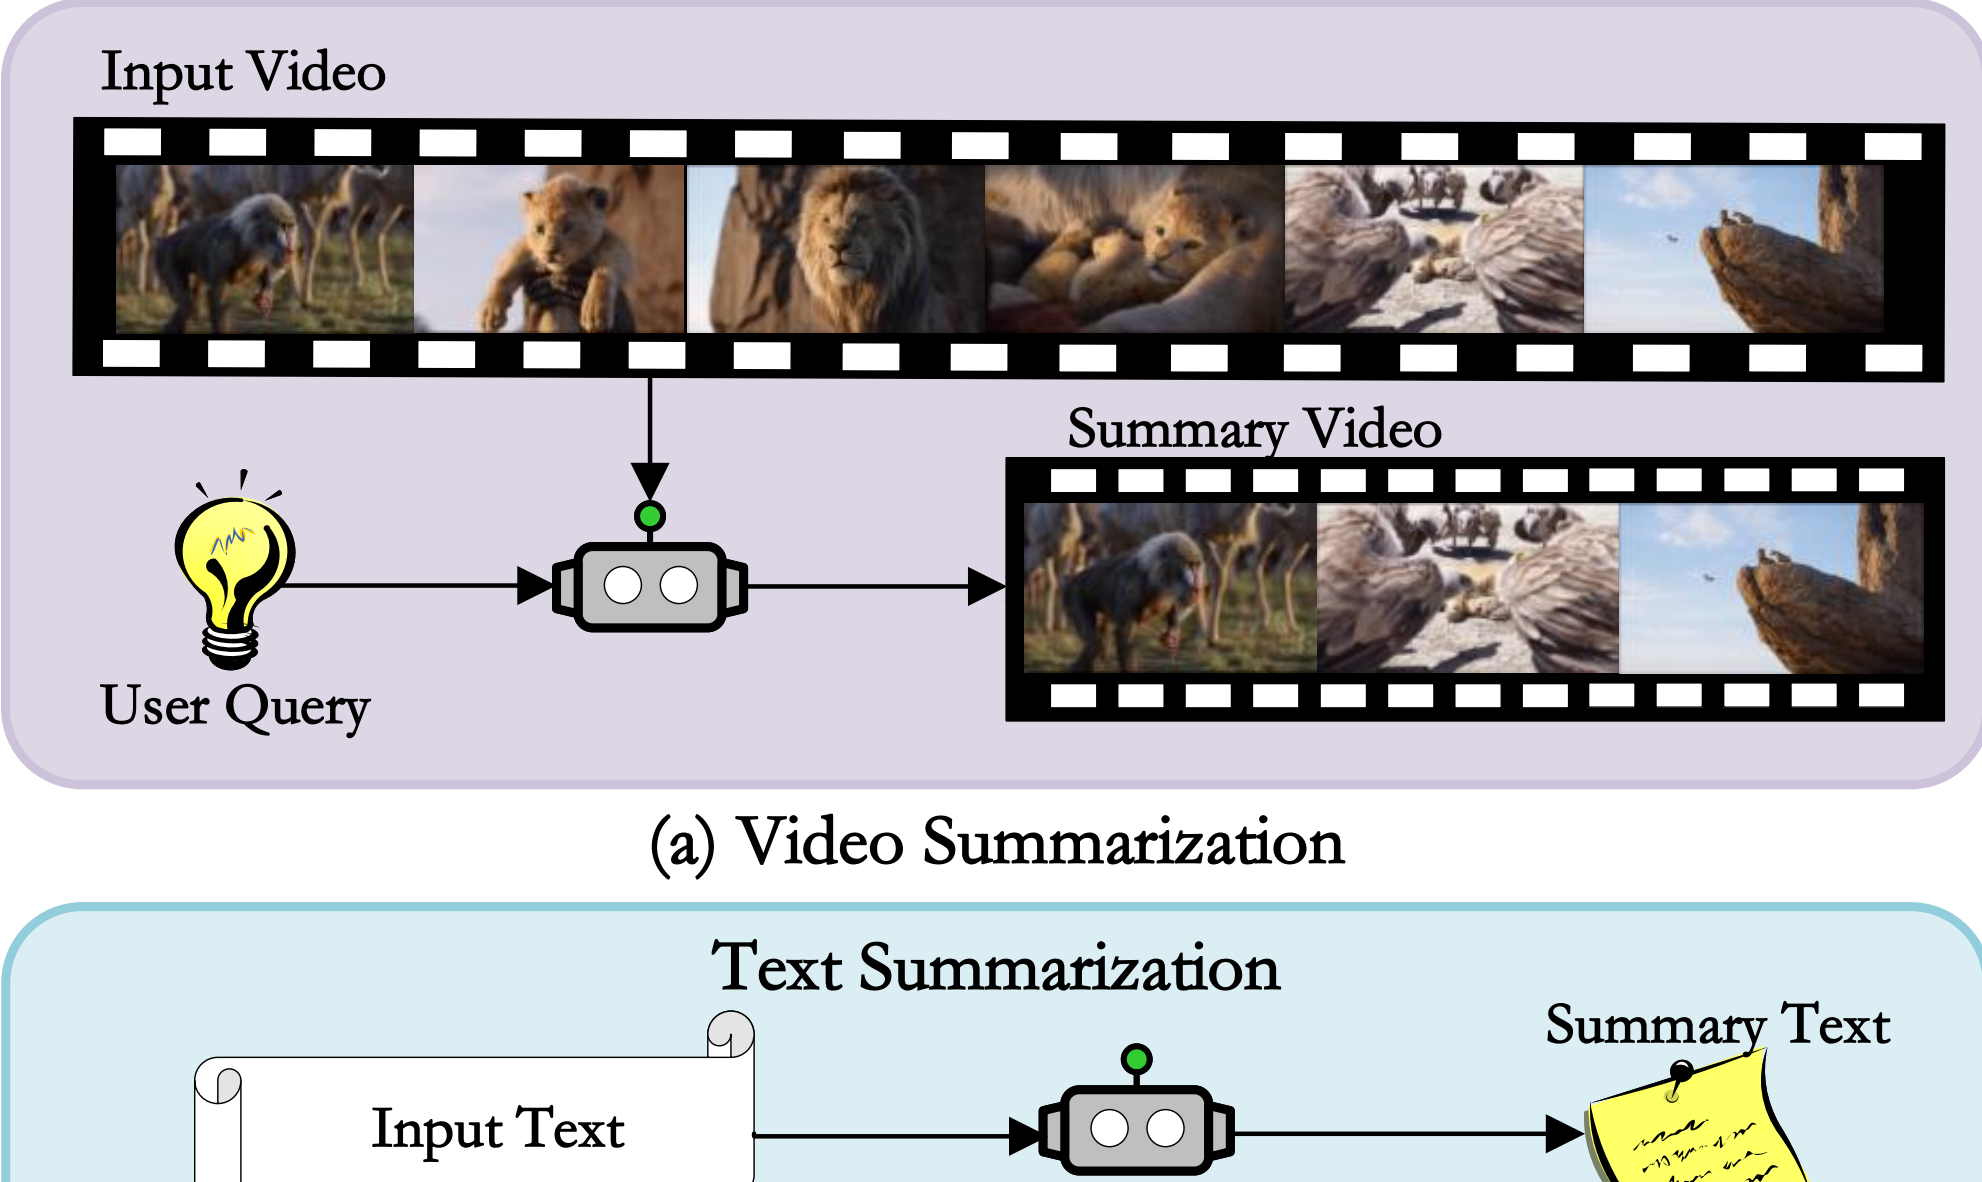 Input Video
Summary Video
User Query
(a) Video Summarization
Text Summarization
Summary Text
Input Text